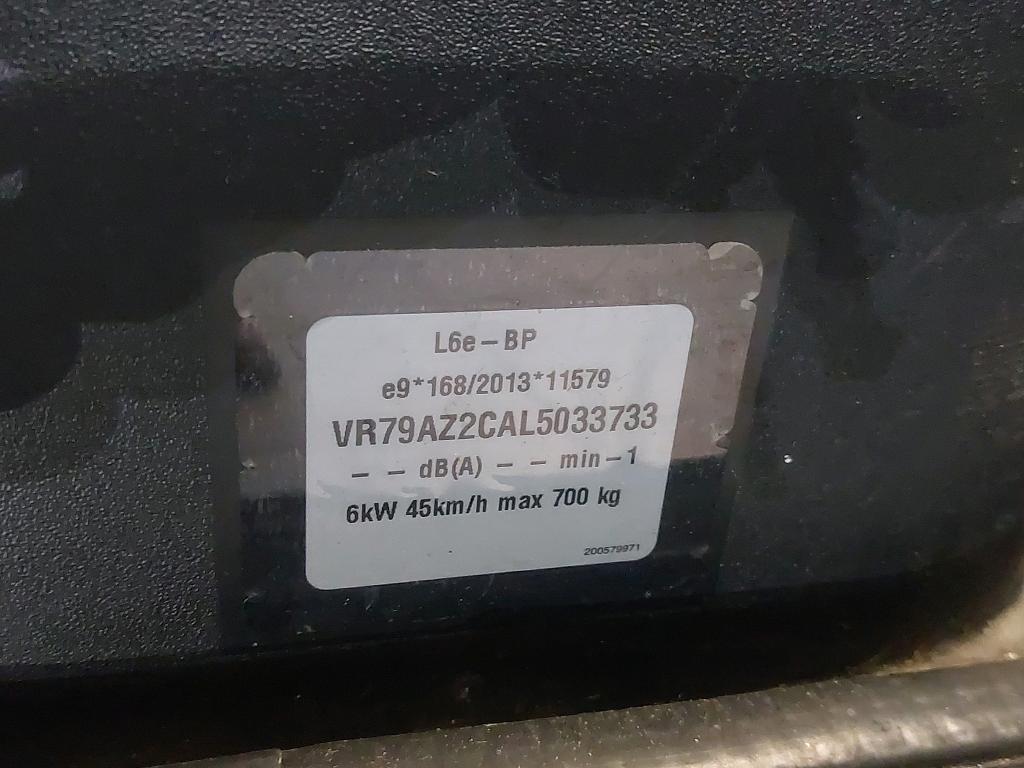 L6e – BP
e9*168/2013*11579
VR79AZ2CAL5033733
– – dB(A) – – min–1
6kW 45km/h max 700 kg
200579971